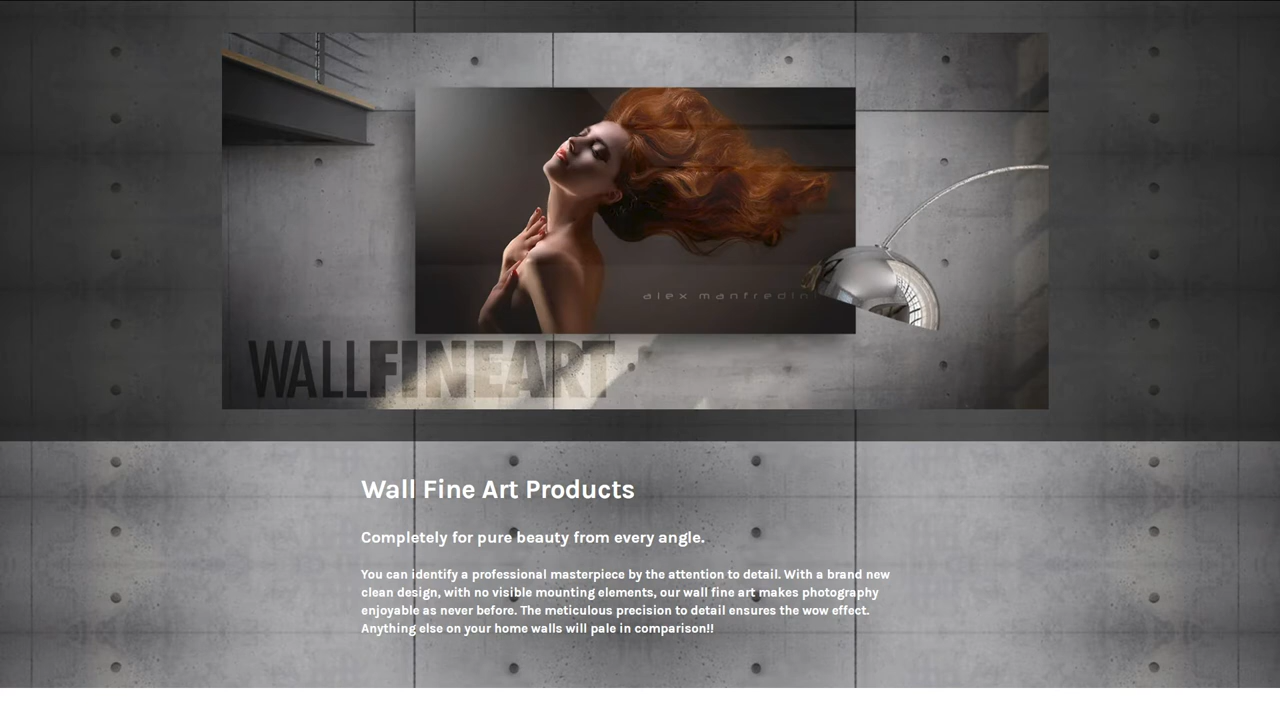 alex manfredini
WALLFINEART
Wall Fine Art Products
Completely for pure beauty from every angle.
You can identify a professional masterpiece by the attention to detail. With a brand new
clean design, with no visible mounting elements, our wall fine art makes photography
enjoyable as never before. The meticulous precision to detail ensures the wow effect.
Anything else on your home walls will pale in comparison!!